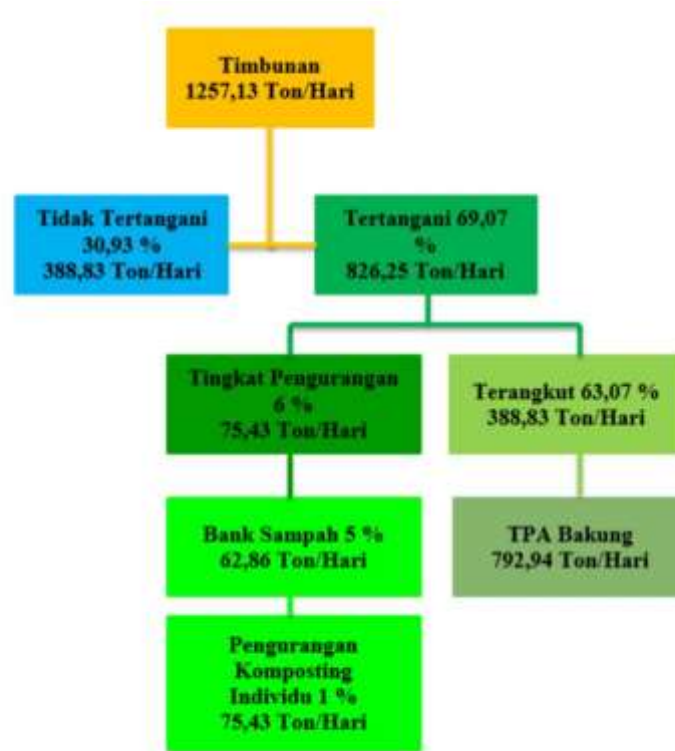 Timbunan
1257,13 Ton/Hari
Tidak Tertangani
30,93 %
388,83 Ton/Hari
Tertangani 69,07
%
826,25 Ton/Hari
Tingkat Pengurangan
6 %
75,43 Ton/Hari
Terangkut 63,07 %
388,83 Ton/Hari
Bank Sampah 5 %
62,86 Ton/Hari
TPA Bakung
792,94 Ton/Hari
Pengurangan
Komposting
Individu 1 %
75,43 Ton/Hari